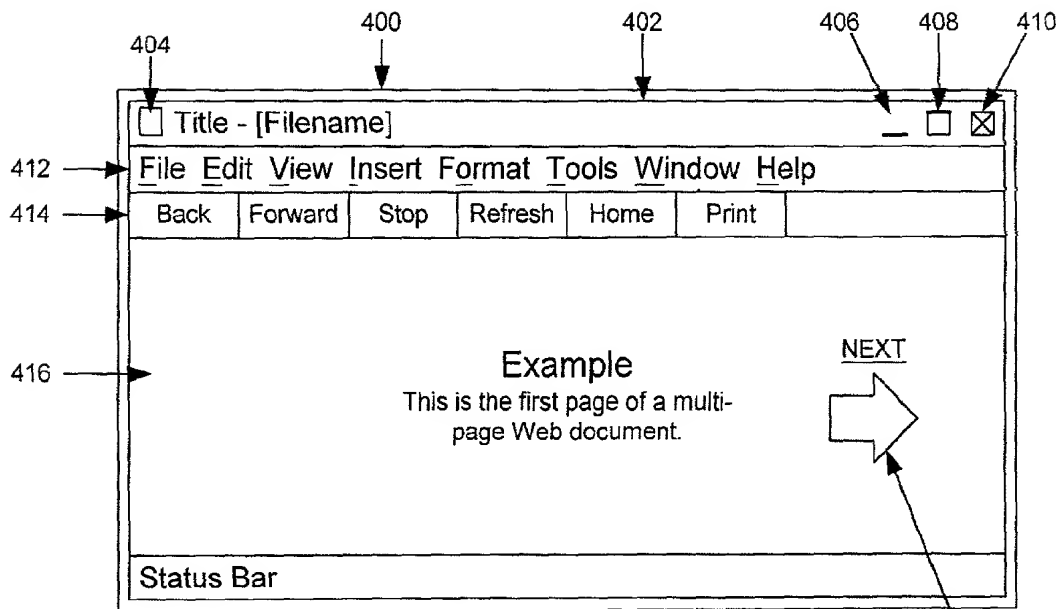 400 402 406 408 410
404
Title - [Filename]
412
File Edit View Insert Format Tools Window Help
414
Back Forward Stop Refresh Home Print
416
Example
This is the first page of a multi-
page Web document.
NEXT
Status Bar